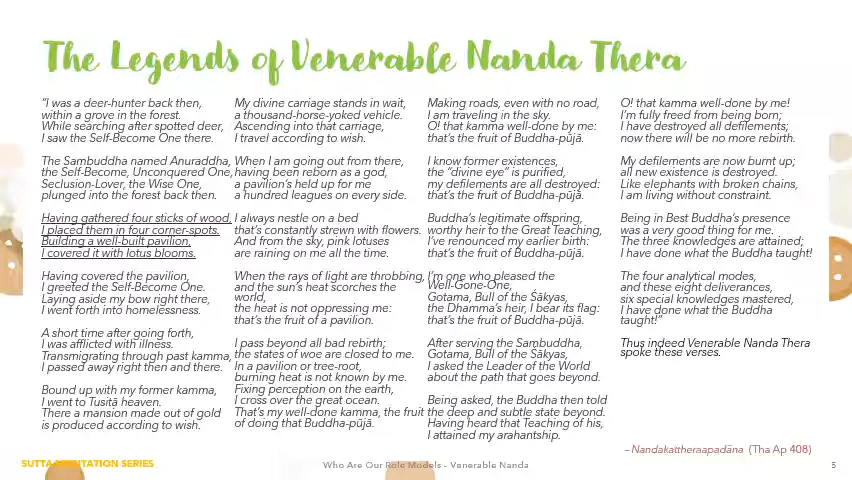 The Legends of Venerable Nanda Thera
"I was a deer-hunter back then,
within a grove in the forest.
While searching after spotted deer,
I saw the Self-Become One there.
The Sambuddha named Anuraddha,
the Self-Become, Unconquered One,
Seclusion-Lover, the Wise One,
plunged into the forest back then.
Having gathered four sticks of wood,
I placed them in four corner-spots.
Building a well-built pavilion,
I covered it with lotus blooms.
Having covered the pavilion,
I greeted the Self-Become One.
Laying aside my bow right there,
I went forth into homelessness.
A short time after going forth,
I was afflicted with illness.
Transmigrating through past kamma,
I passed away right then and there.
Bound up with my former kamma,
I went to Tusitā heaven.
There a mansion made out of gold
is produced according to wish.
My divine carriage stands in wait,
a thousand-horse-yoked vehicle.
Ascending into that carriage,
I travel according to wish.
When I am going out from there,
having been reborn as a god,
a pavilion's held up for me
a hundred leagues on every side.
I always nestle on a bed
that's constantly strewn with flowers.
And from the sky, pink lotuses
are raining on me all the time.
When the rays of light are throbbing,
and the sun's heat scorches the
world,
the heat is not oppressing me:
that's the fruit of a pavilion.
I pass beyond all bad rebirth;
the states of woe are closed to me.
In a pavilion or tree-root,
burning heat is not known by me.
Fixing perception on the earth,
I cross over the great ocean.
That's my well-done kamma, the fruit
of doing that Buddha-pūjā.
Making roads, even with no road,
I am traveling in the sky.
O! that kamma well-done by me:
that's the fruit of Buddha-pūjā.
I know former existences,
the "divine eye" is purified,
my defilements are all destroyed:
that's the fruit of Buddha-pūjā.
Buddha's legitimate offspring,
worthy heir to the Great Teaching,
I've renounced my earlier birth:
that's the fruit of Buddha-pūjā.
I'm one who pleased the
Well-Gone-One,
Gotama, Bull of the Śākyas,
the Dhamma's heir, I bear its flag:
that's the fruit of Buddha-pūjā.
After serving the Sambuddha,
Gotama, Bull of the Śākyas,
I asked the Leader of the World
about the path that goes beyond.
Being asked, the Buddha then told
the deep and subtle state beyond.
Having heard that Teaching of his,
I attained my arahantship.
O! that kamma well-done by me!
I'm fully freed from being born;
I have destroyed all defilements;
now there will be no more rebirth.
My defilements are now burnt up;
all new existence is destroyed.
Like elephants with broken chains,
I am living without constraint.
Being in Best Buddha's presence
was a very good thing for me.
The three knowledges are attained;
I have done what the Buddha taught!
The four analytical modes,
and these eight deliverances,
six special knowledges mastered,
I have done what the Buddha
taught!"
Thus indeed Venerable Nanda Thera
spoke these verses.
– Nandakattheraapadāna (Tha Ap 408)
Who Are Our Role Models - Venerable Nanda
5